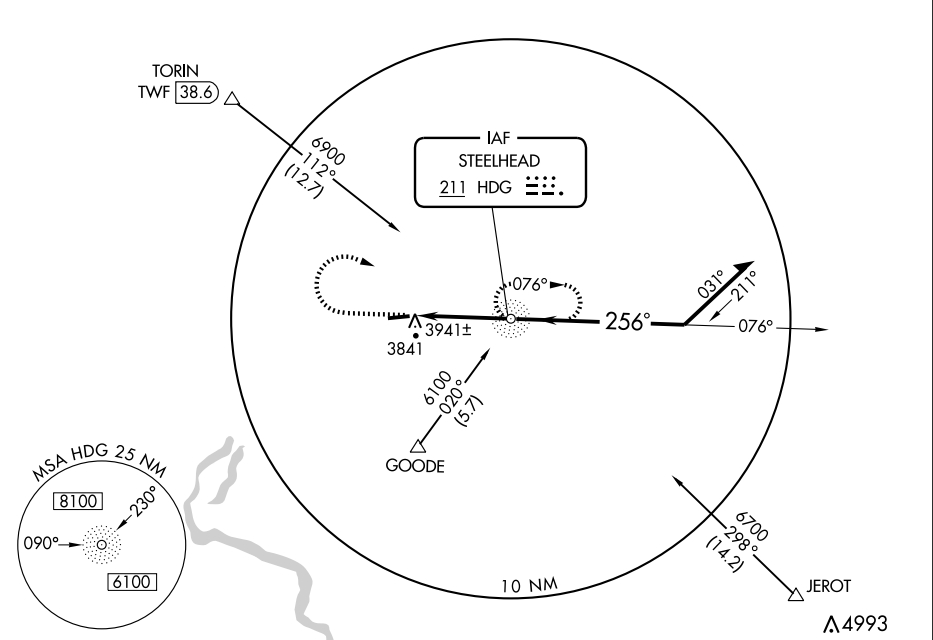 TORIN
TWF 38.6
6900
112°
(12.7)
IAF
STEELHEAD
211 HDG
076°
031°
211°
256°
076°
3941±
3841
6100
020°
(5.7)
GOODE
MSA HDG 25 NM
8100
230°
090°
6100
10 NM
6700
298°
(14.2)
JEROT
4993